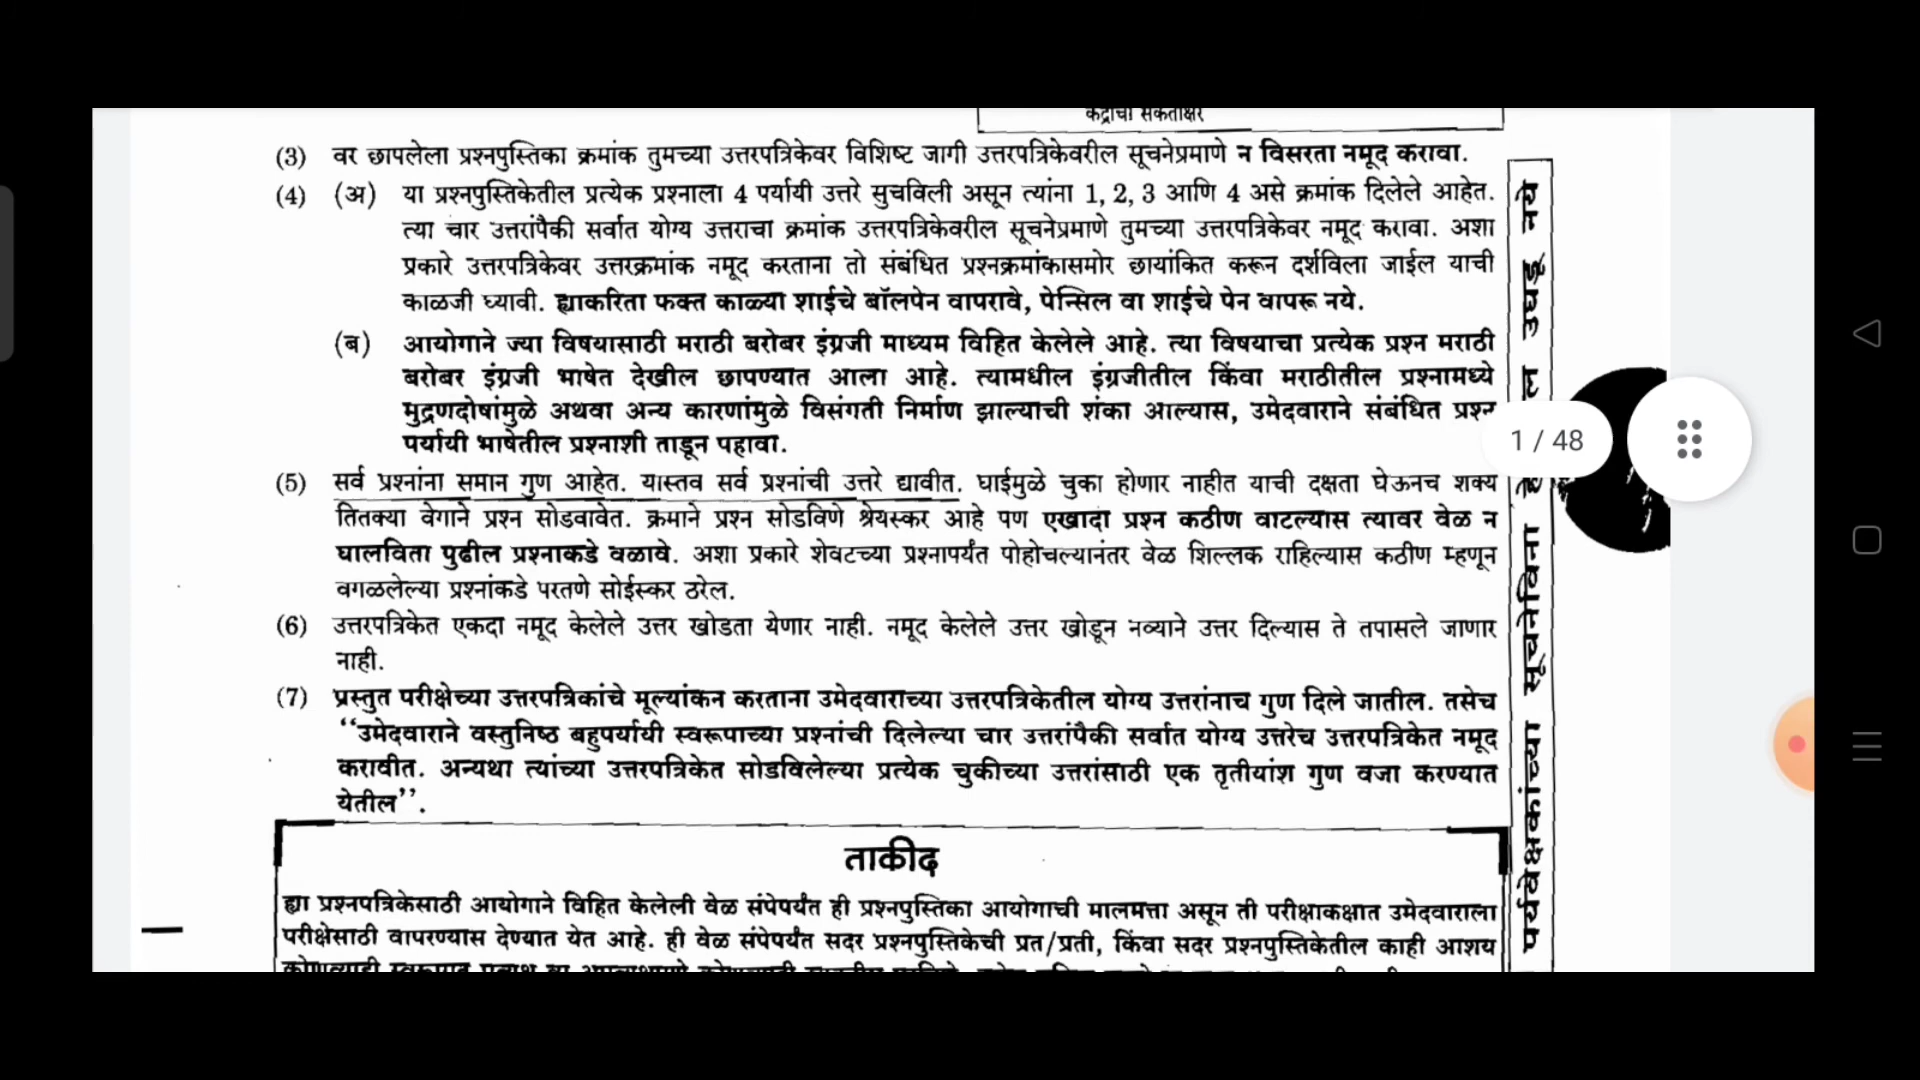 केंद्राची संकेताक्षरे
(3) वर छापलेला प्रश्नपुस्तिका क्रमांक तुमच्या उत्तरपत्रिकेवर विशिष्ट जागी उत्तरपत्रिकेवरील सूचनेप्रमाणे न विसरता नमूद करावा.
(4) (अ) या प्रश्नपुस्तिकेतील प्रत्येक प्रश्नाला 4 पर्यायी उत्तरे सुचविली असून त्यांना 1, 2, 3 आणि 4 असे क्रमांक दिलेले आहेत.
त्या चार उत्तरांपैकी सर्वात योग्य उत्तराचा क्रमांक उत्तरपत्रिकेवरील सूचनेप्रमाणे तुमच्या उत्तरपत्रिकेवर नमूद करावा. अशा
प्रकारे उत्तरपत्रिकेवर उत्तरक्रमांक नमूद करताना तो संबंधित प्रश्नक्रमांकासमोर छायांकित करून दर्शविला जाईल याची
काळजी घ्यावी. ह्याकरिता फक्त काळ्या शाईचे बॉलपेन वापरावे, पेन्सिल वा शाईचे पेन वापरू नये.
(ब) आयोगाने ज्या विषयासाठी मराठी बरोबर इंग्रजी माध्यम विहित केलेले आहे. त्या विषयाचा प्रत्येक प्रश्न मराठी
बरोबर इंग्रजी भाषेत देखील छापण्यात आला आहे. त्यामधील इंग्रजीतील किंवा मराठीतील प्रश्नामध्ये
मुद्रणदोषांमुळे अथवा अन्य कारणांमुळे विसंगती निर्माण झाल्याची शंका आल्यास, उमेदवाराने संबंधित प्रश्न
पर्यायी भाषेतील प्रश्नाशी ताडून पहावा.
1 / 48
(5) सर्व प्रश्नांना समान गुण आहेत. यास्तव सर्व प्रश्नांची उत्तरे द्यावीत. घाईमुळे चुका होणार नाहीत याची दक्षता घेऊनच शक्य
तितक्या वेगाने प्रश्न सोडवावेत. क्रमाने प्रश्न सोडविणे श्रेयस्कर आहे पण एखादा प्रश्न कठीण वाटल्यास त्यावर वेळ न
घालविता पुढील प्रश्नाकडे वळावे. अशा प्रकारे शेवटच्या प्रश्नापर्यंत पोहोचल्यानंतर वेळ शिल्लक राहिल्यास कठीण म्हणून
वगळलेल्या प्रश्नांकडे परतणे सोईस्कर ठरेल.
(6) उत्तरपत्रिकेत एकदा नमूद केलेले उत्तर खोडता येणार नाही. नमूद केलेले उत्तर खोडून नव्याने उत्तर दिल्यास ते तपासले जाणार
नाही.
(7) प्रस्तुत परीक्षेच्या उत्तरपत्रिकांचे मूल्यांकन करताना उमेदवाराच्या उत्तरपत्रिकेतील योग्य उत्तरांनाच गुण दिले जातील. तसेच
“उमेदवाराने वस्तुनिष्ठ बहुपर्यायी स्वरूपाच्या प्रश्नांची दिलेल्या चार उत्तरांपैकी सर्वात योग्य उत्तरेच उत्तरपत्रिकेत नमूद
करावीत. अन्यथा त्यांच्या उत्तरपत्रिकेत सोडविलेल्या प्रत्येक चुकीच्या उत्तरांसाठी एक तृतीयांश गुण वजा करण्यात
येतील”.
ताकीद
ह्या प्रश्नपत्रिकेसाठी आयोगाने विहित केलेली वेळ संपेपर्यंत ही प्रश्नपुस्तिका आयोगाची मालमत्ता असून ती परीक्षाकक्षात उमेदवाराला
परीक्षेसाठी वापरण्यास देण्यात येत आहे. ही वेळ संपेपर्यंत सदर प्रश्नपुस्तिकेची प्रत/प्रती, किंवा सदर प्रश्नपुस्तिकेतील काही आशय
पर्यवेक्षकांच्या सूचनेविना उघडू नये